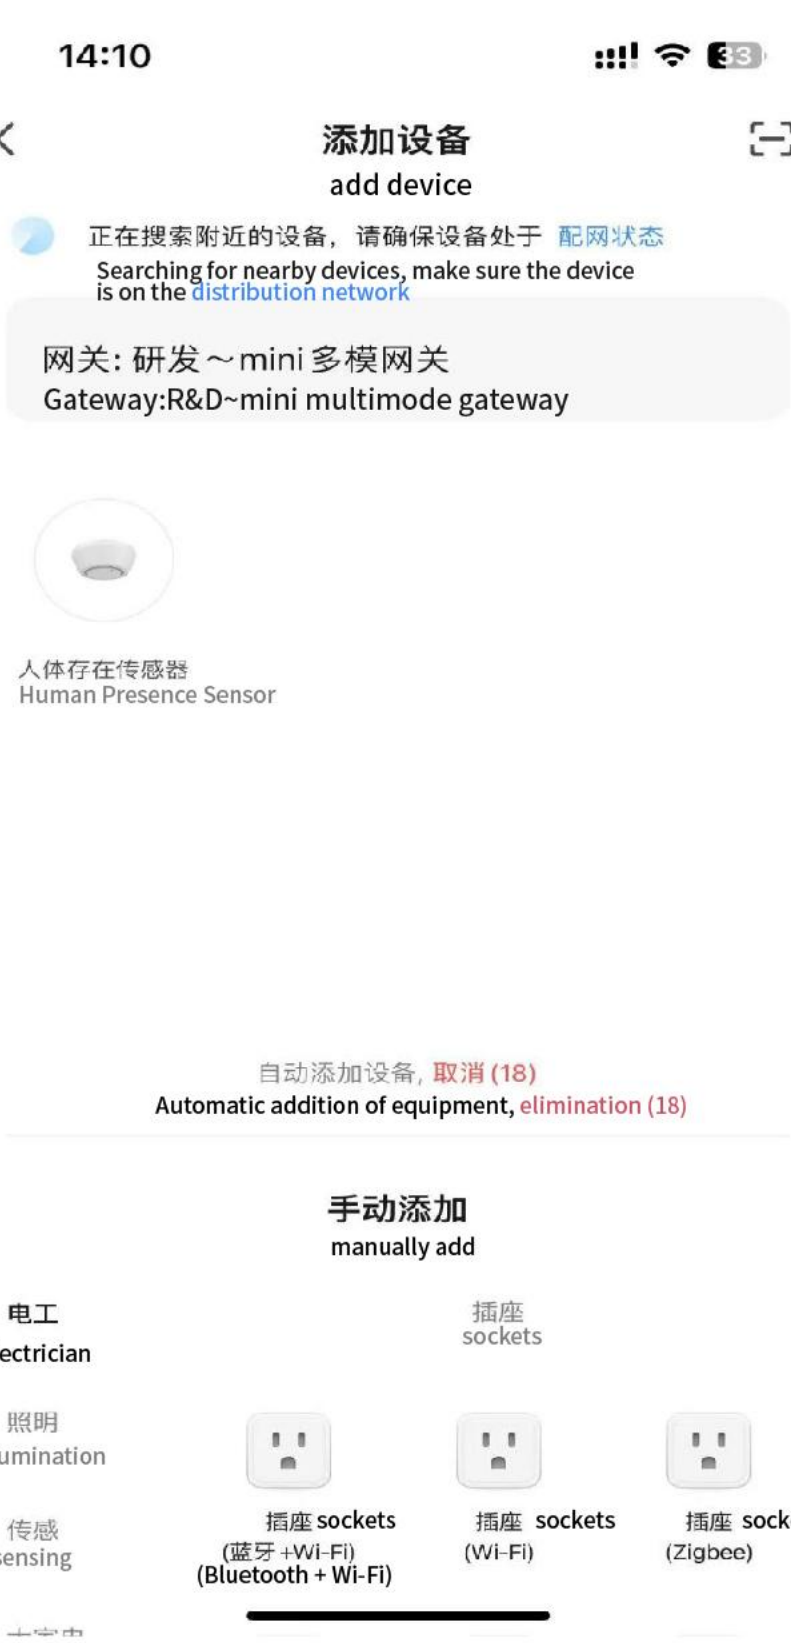 14:10
33
添加设备
add device
正在搜索附近的设备，请确保设备处于 配网状态
Searching for nearby devices, make sure the device
is on the distribution network
网关: 研发～mini多模网关
Gateway:R&D~mini multimode gateway
人体存在传感器
Human Presence Sensor
自动添加设备, 取消 (18)
Automatic addition of equipment, elimination (18)
手动添加
manually add
电工
ectrician
插座
sockets
照明
umination
传感
sensing
插座 sockets
(蓝牙+Wi-Fi)
(Bluetooth + Wi-Fi)
插座 sockets
(Wi-Fi)
插座 sock
(Zigbee)